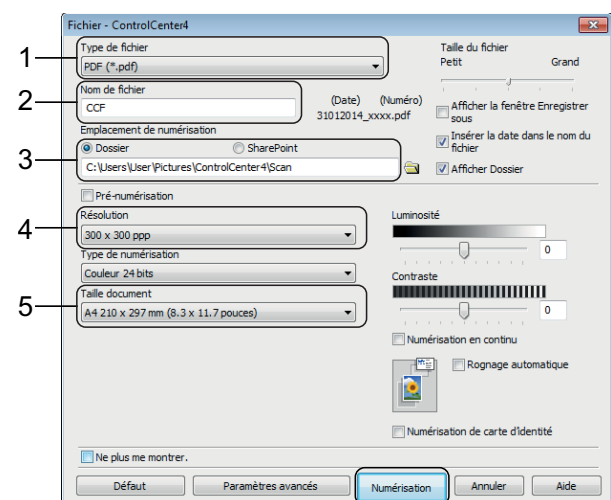 Fichier - ControlCenter4
1
Type de fichier
PDF (*.pdf)
Taille du fichier
Petit Grand
2
Nom de fichier
CCF
(Date) (Numéro)
31012014_xxxx.pdf
Afficher la fenêtre Enregistrer
sous
Insérer la date dans le nom du
fichier
Afficher Dossier
3
Emplacement de numérisation
Dossier SharePoint
C:\Users\User\Pictures\ControlCenter4\Scan
Pré-numérisation
4
Résolution
300 x 300 ppp
Type de numérisation
Couleur 24 bits
5
Taille document
A4 210 x 297 mm (8.3 x 11.7 pouces)
Luminosité
0
Contraste
0
Numérisation en continu
Rognage automatique
Numérisation de carte d'identité
Ne plus me montrer.
Défaut Paramètres avancés Numérisation Annuler Aide